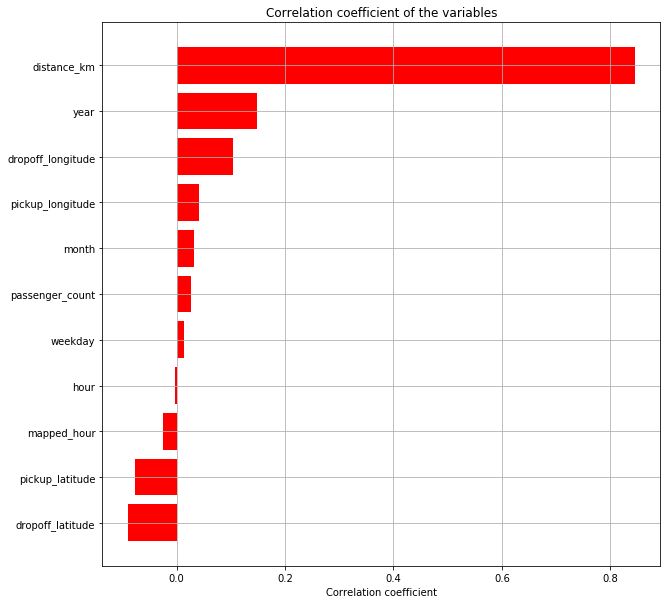 Correlation coefficient of the variables
distance_km
year
dropoff_longitude
pickup_longitude
month
passenger_count
weekday
hour
mapped_hour
pickup_latitude
dropoff_latitude
0.0 0.2 0.4 0.6 0.8
Correlation coefficient